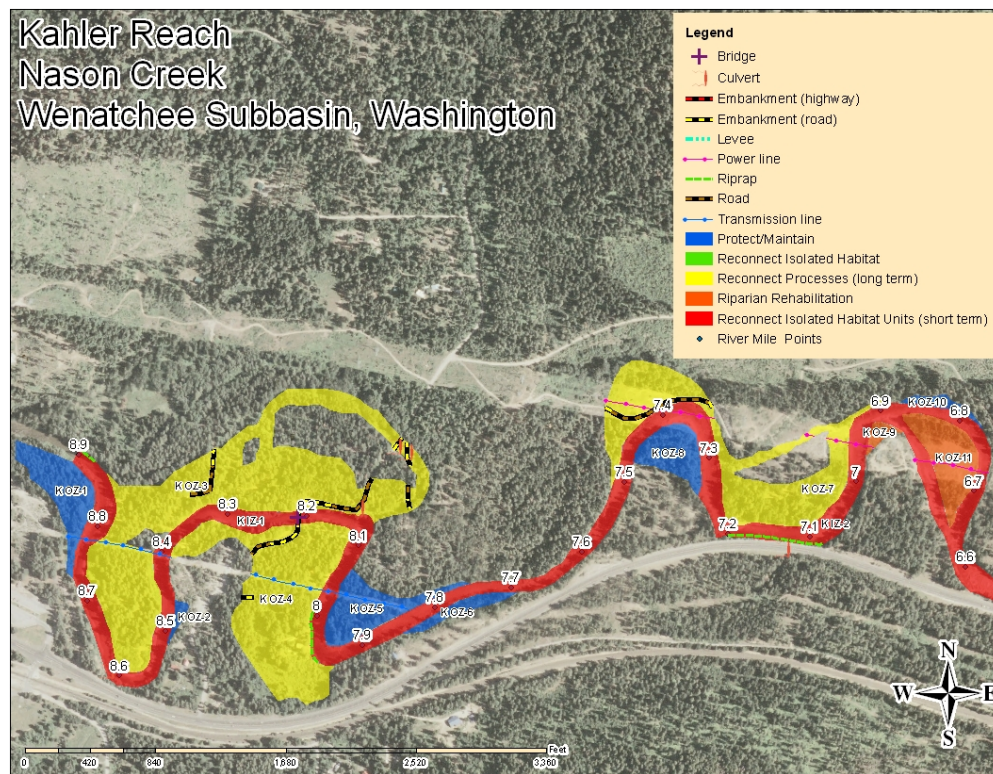 Kahler Reach
Nason Creek
Wenatchee Subbasin, Washington
Legend
Bridge
Culvert
Embankment (highway)
Embankment (road)
Levee
Power line
Riprap
Road
Transmission line
Protect/Maintain
Reconnect Isolated Habitat
Reconnect Processes (long term)
Riparian Rehabilitation
Reconnect Isolated Habitat Units (short term)
River Mile Points
8.9
KOZ-1
8.8
8.7
8.6
8.5
KOZ-2
8.4
KOZ-3
8.3
KIZ-1
8.2
8.1
KOZ-4
8
KOZ-5
7.9
7.8
KOZ-6
7.7
7.6
7.5
7.4
KOZ-8
7.3
7.2
KOZ-7
7.1
KIZ-2
7
KOZ-9
6.9
KOZ-10
6.8
KOZ-11
6.7
6.6
N
W
E
S
Feet
0
420
840
1,680
2,520
3,360